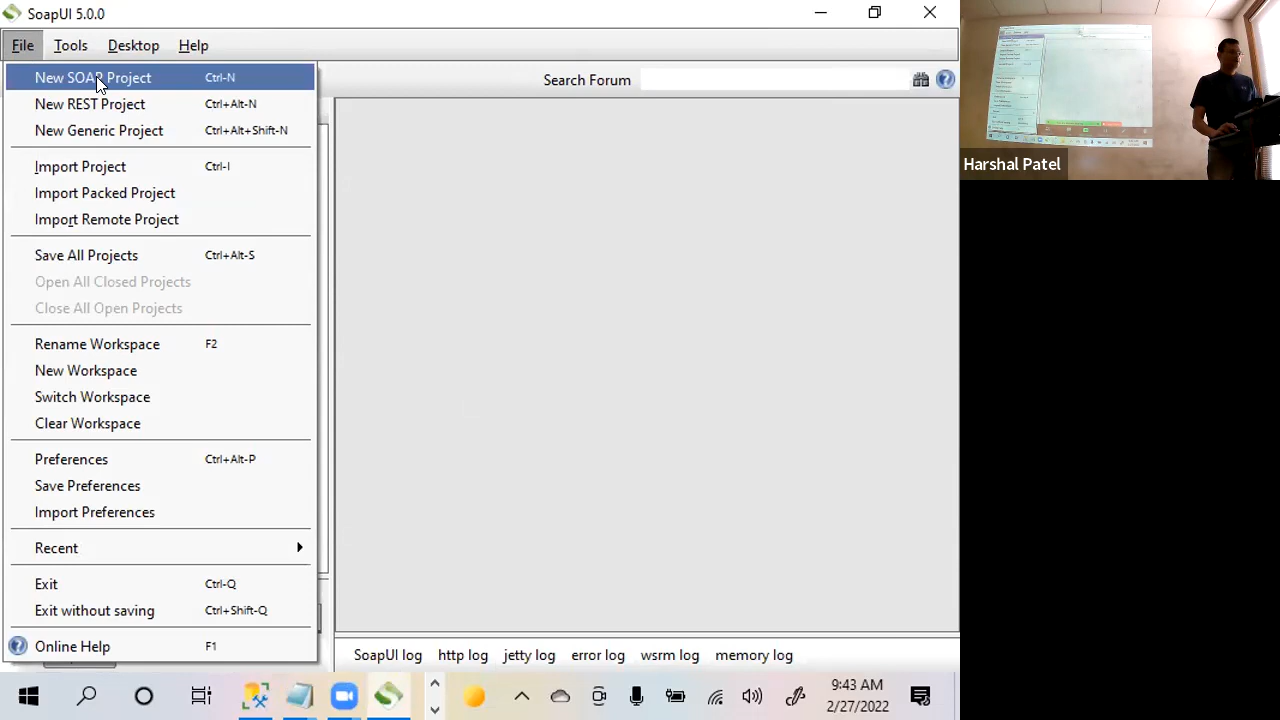 SoapUI 5.0.0
File Tools Desktop Help
New SOAP Project Ctrl-N
Search Forum
New REST Project Ctrl+Alt-N
New Generic Project Ctrl+Alt+Shift-N
Import Project Ctrl-I
Import Packed Project
Import Remote Project
Save All Projects Ctrl+Alt-S
Open All Closed Projects
Close All Open Projects
Rename Workspace F2
New Workspace
Switch Workspace
Clear Workspace
Preferences Ctrl+Alt-P
Save Preferences
Import Preferences
Recent
Exit Ctrl-Q
Exit without saving Ctrl+Shift-Q
Online Help F1
SoapUI log http log jetty log error log wsrm log memory log
9:43 AM
2/27/2022
Harshal Patel